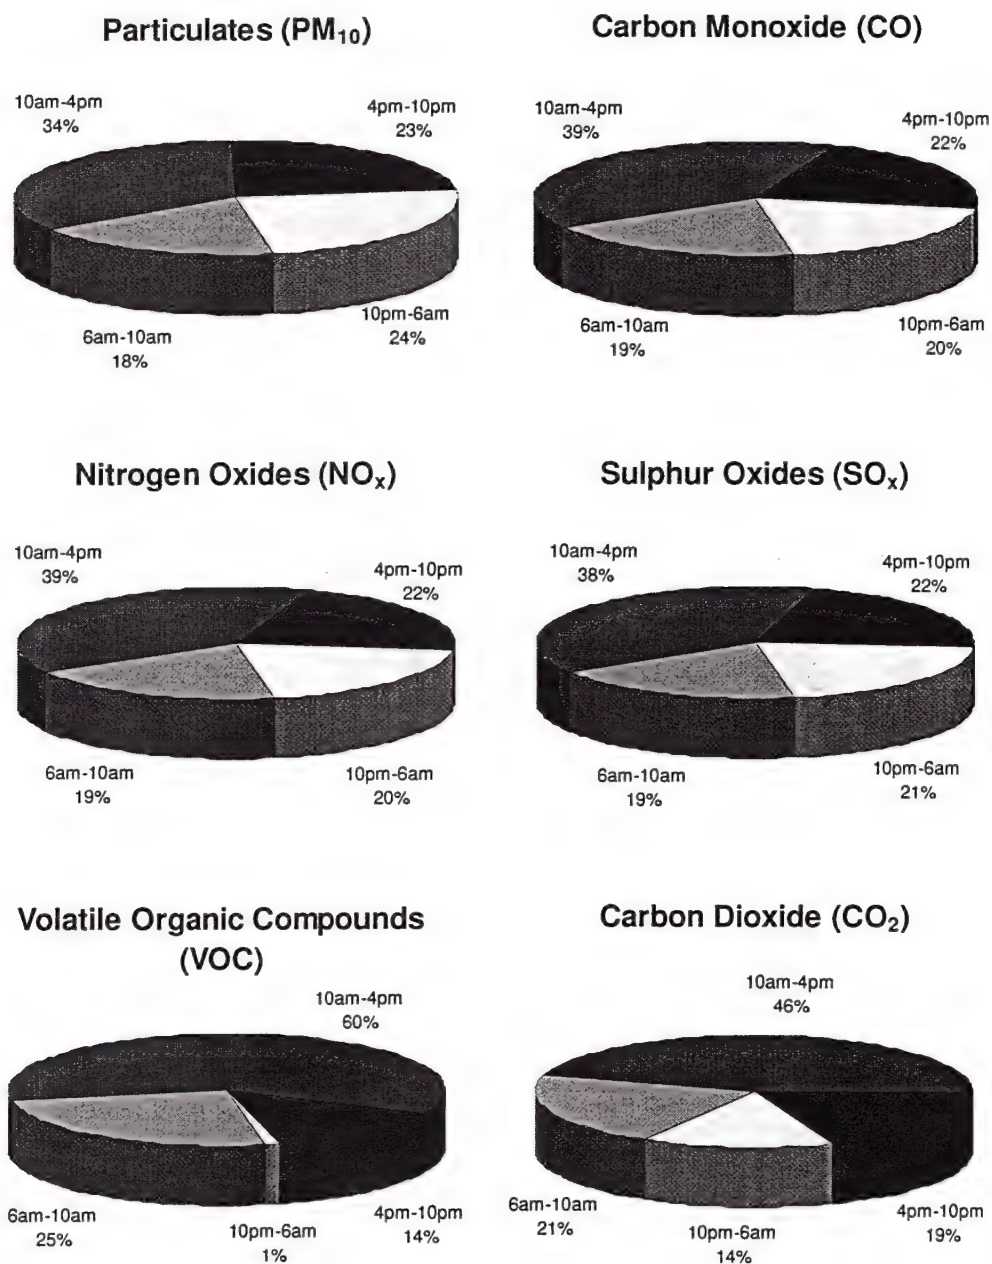 Particulates (PM10)
10am-4pm
34%
4pm-10pm
23%
6am-10am
18%
10pm-6am
24%
Carbon Monoxide (CO)
10am-4pm
39%
4pm-10pm
22%
6am-10am
19%
10pm-6am
20%
Nitrogen Oxides (NOx)
10am-4pm
39%
4pm-10pm
22%
6am-10am
19%
10pm-6am
20%
Sulphur Oxides (SOx)
10am-4pm
38%
4pm-10pm
22%
6am-10am
19%
10pm-6am
21%
Volatile Organic Compounds
(VOC)
10am-4pm
60%
6am-10am
25%
10pm-6am
1%
4pm-10pm
14%
Carbon Dioxide (CO2)
10am-4pm
46%
6am-10am
21%
10pm-6am
14%
4pm-10pm
19%